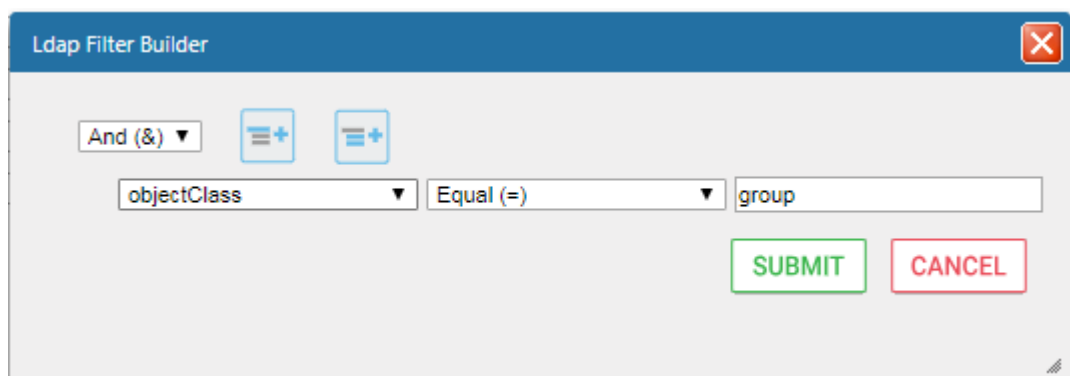 Ldap Filter Builder
And (&)
objectClass Equal (=) group
SUBMIT CANCEL